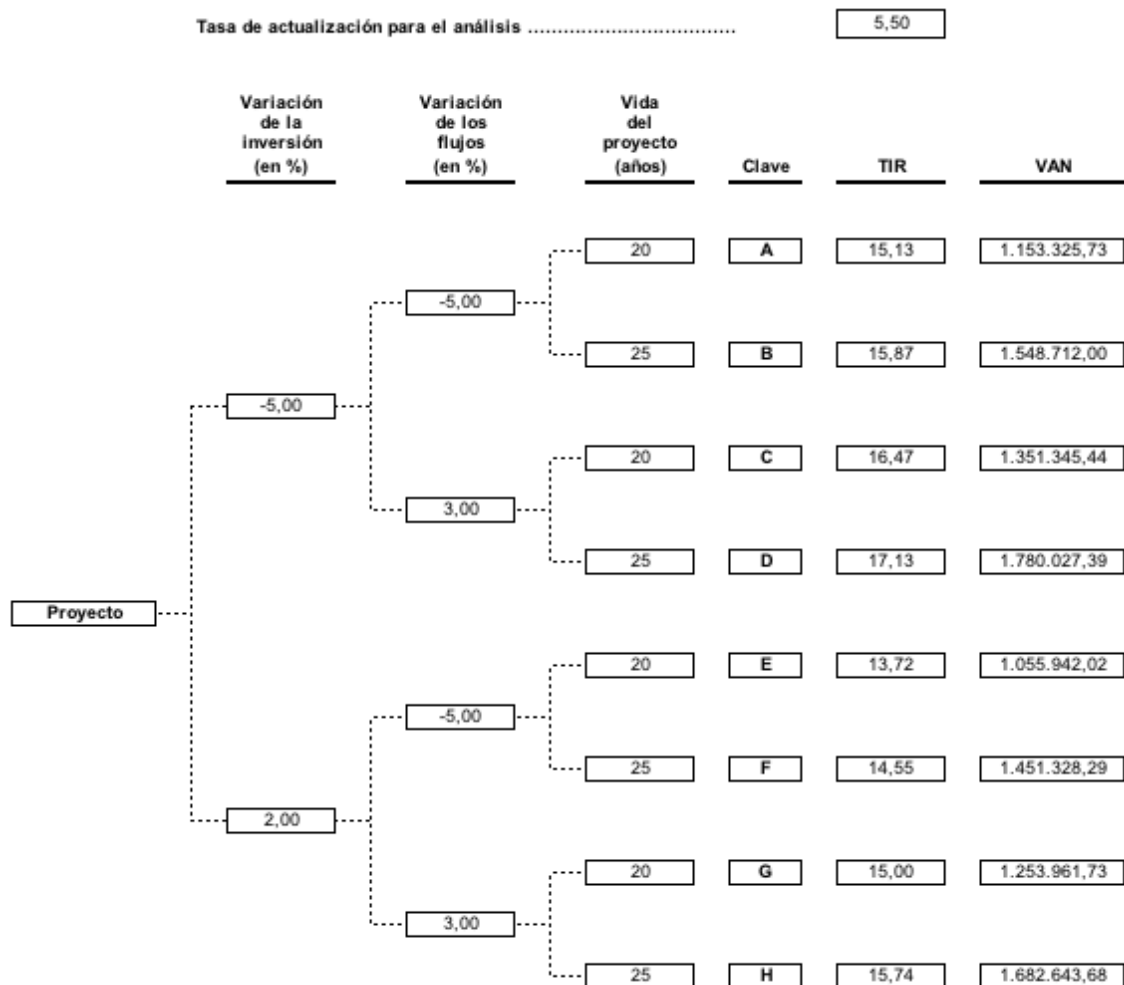 Tasa de actualización para el análisis ................................... 5,50
Variación Variación Vida
de la de los del
inversión flujos proyecto
(en %) (en %) (años) Clave TIR VAN
20 A 15,13 1.153.325,73
-5,00
25 B 15,87 1.548.712,00
-5,00
20 C 16,47 1.351.345,44
3,00
25 D 17,13 1.780.027,39
Proyecto
20 E 13,72 1.055.942,02
-5,00
25 F 14,55 1.451.328,29
2,00
20 G 15,00 1.253.961,73
3,00
25 H 15,74 1.682.643,68